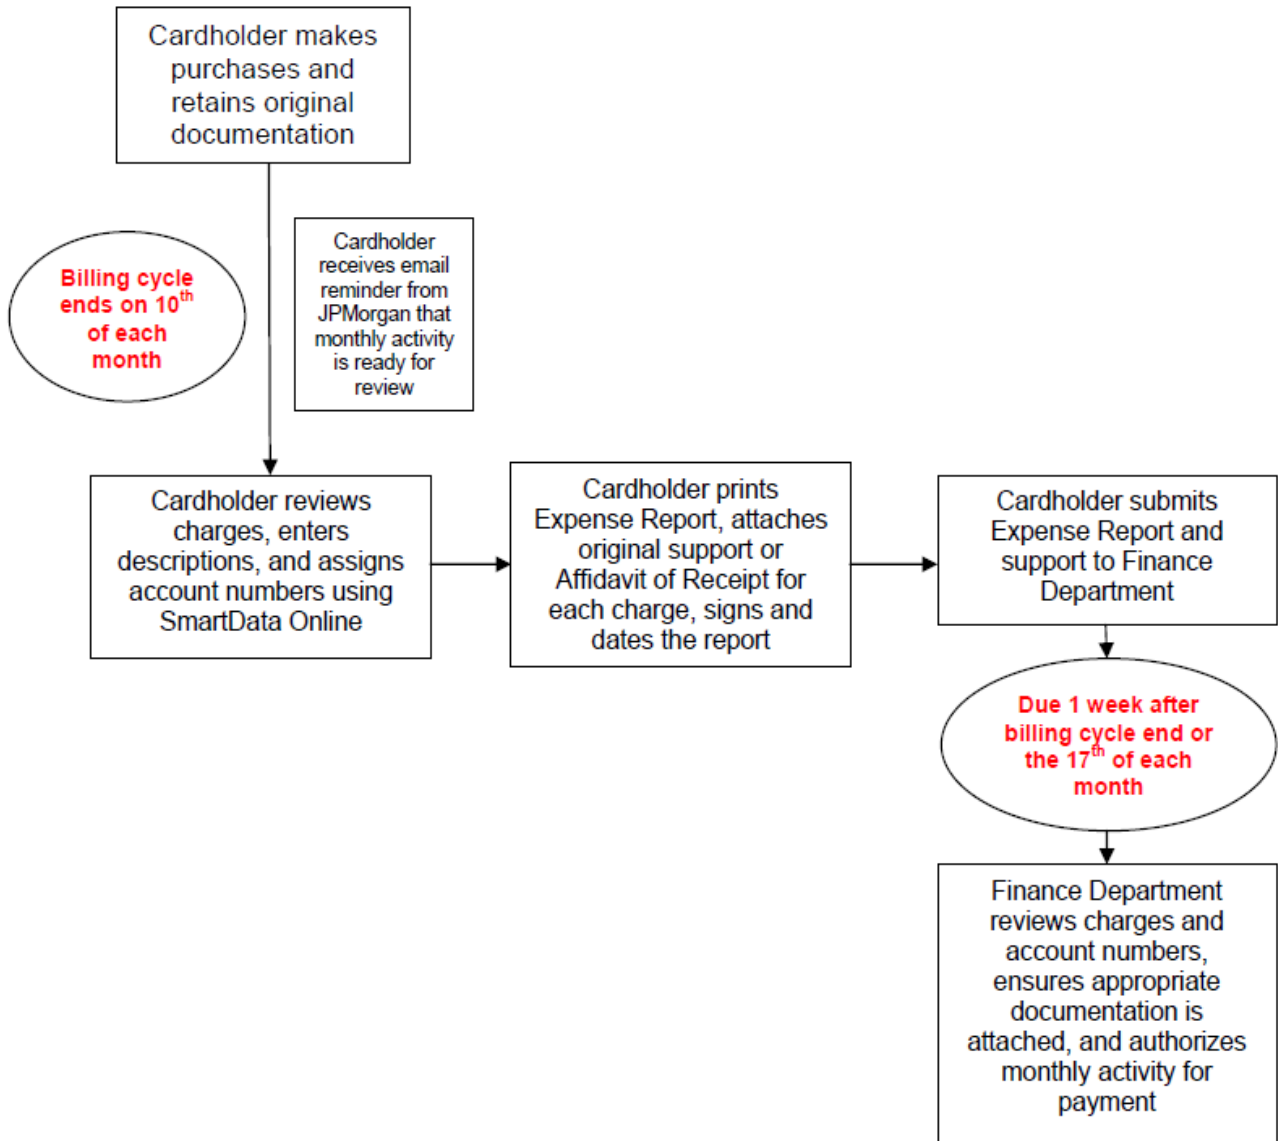 Cardholder makes
purchases and
retains original
documentation
Billing cycle
ends on 10th
of each
month
Cardholder
receives email
reminder from
JPMorgan that
monthly activity
is ready for
review
Cardholder reviews
charges, enters
descriptions, and assigns
account numbers using
SmartData Online
Cardholder prints
Expense Report, attaches
original support or
Affidavit of Receipt for
each charge, signs and
dates the report
Cardholder submits
Expense Report and
support to Finance
Department
Due 1 week after
billing cycle end or
the 17th of each
month
Finance Department
reviews charges and
account numbers,
ensures appropriate
documentation is
attached, and authorizes
monthly activity for
payment